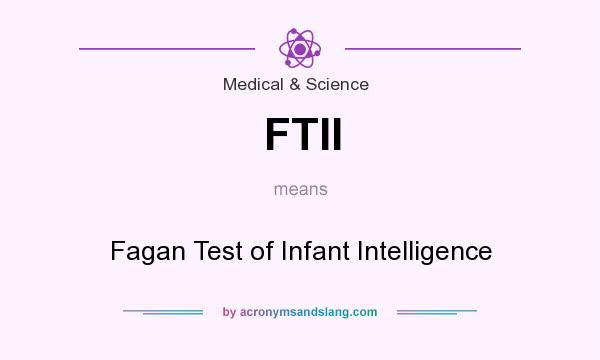 Medical & Science
FTII
means
Fagan Test of Infant Intelligence
by acronymsandslang.com